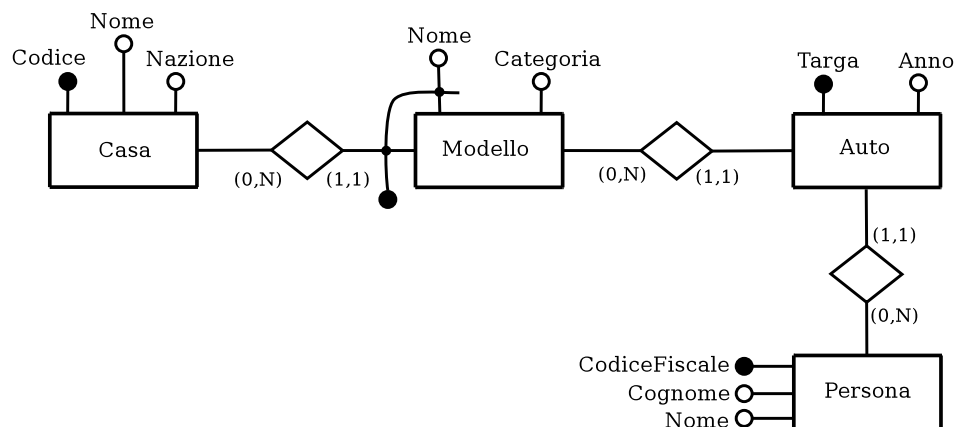 Nome
Codice
Nazione
Nome
Categoria
Targa
Anno
Casa
Modello
Auto
(0,N)
(1,1)
(0,N)
(1,1)
(1,1)
(0,N)
CodiceFiscale
Cognome
Nome
Persona